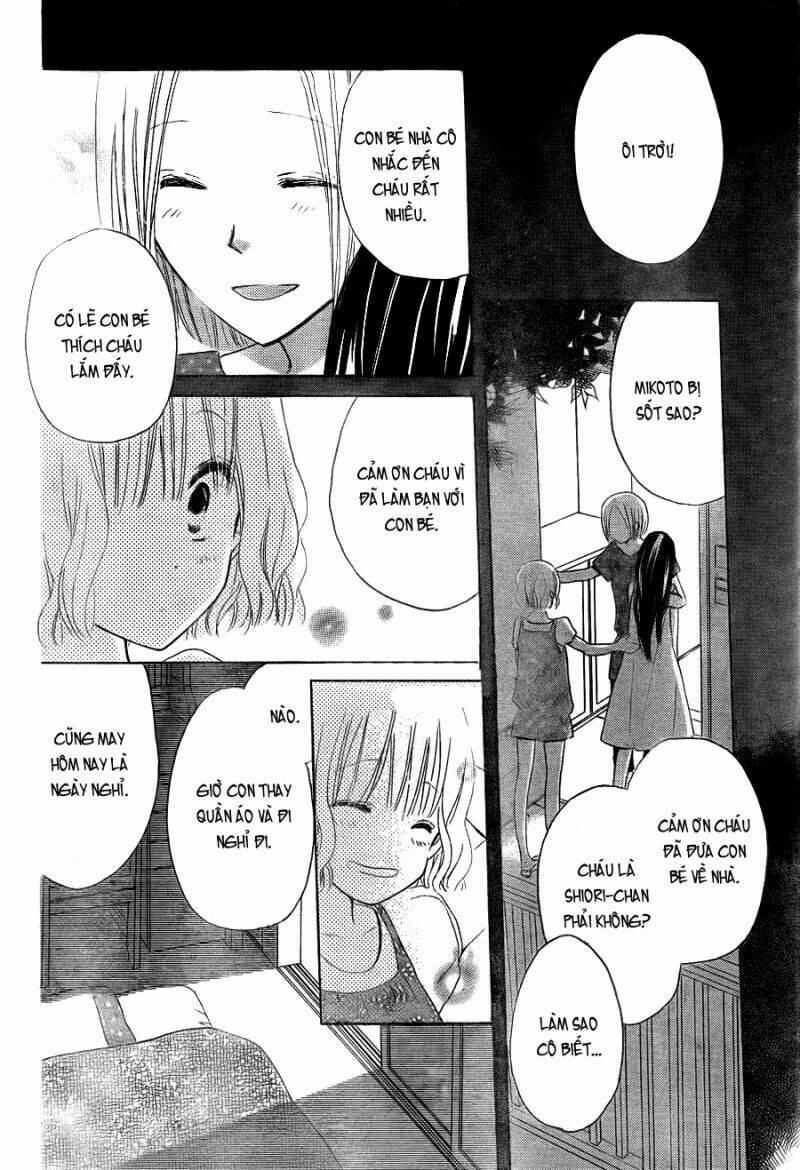 ÔI TRỜI!
MIKOTO BỊ
SỐT SAO?
CẢM ƠN CHÁU
ĐÃ ĐƯA CON
BÉ VỀ NHÀ.
CHÁU LÀ
SHIORI-CHAN
PHẢI KHÔNG?
LÀM SAO
CÔ BIẾT...
CON BÉ NHÀ CÔ
NHẮC ĐẾN
CHÁU RẤT
NHIỀU.
CÓ LẼ CON BÉ
THÍCH CHÁU
LẮM ĐẤY.
CẢM ƠN CHÁU VÌ
ĐÃ LÀM BẠN VỚI
CON BÉ.
NÀO.
GIỜ CON THAY
QUẦN ÁO VÀ ĐI
NGHỈ ĐI.
CŨNG MAY
HÔM NAY LÀ
NGÀY NGHỈ.